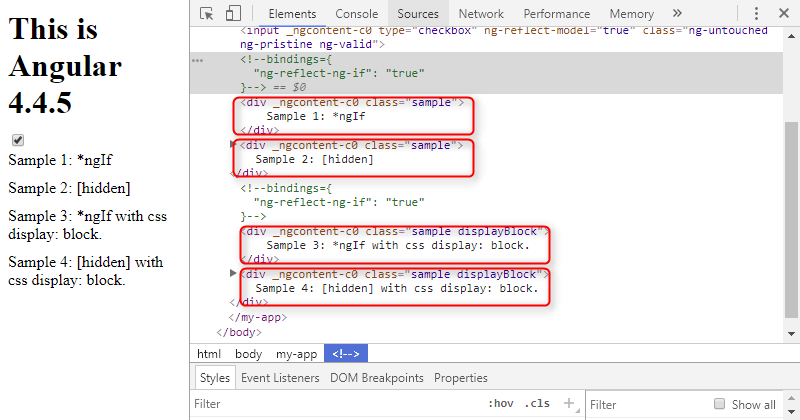 This is
Angular
4.4.5
Sample 1: *ngIf
Sample 2: [hidden]
Sample 3: *ngIf with css
display: block.
Sample 4: [hidden] with
css display: block.
Elements Console Sources Network Performance Memory
<input _ngcontent-c0 type="checkbox" ng-reflect-model="true" class="ng-untouched
ng-pristine ng-valid">
<!--bindings={
"ng-reflect-ng-if": "true"
}--> == $0
<div _ngcontent-c0 class="sample">
Sample 1: *ngIf
</div>
<div _ngcontent-c0 class="sample">
Sample 2: [hidden]
</div>
<!--bindings={
"ng-reflect-ng-if": "true"
}-->
<div _ngcontent-c0 class="sample displayBlock">
Sample 3: *ngIf with css display: block.
</div>
<div _ngcontent-c0 class="sample displayBlock">
Sample 4: [hidden] with css display: block.
</div>
</my-app>
</body>
html body my-app <!-->
Styles Event Listeners DOM Breakpoints Properties
Filter :hov .cls + Filter Show all